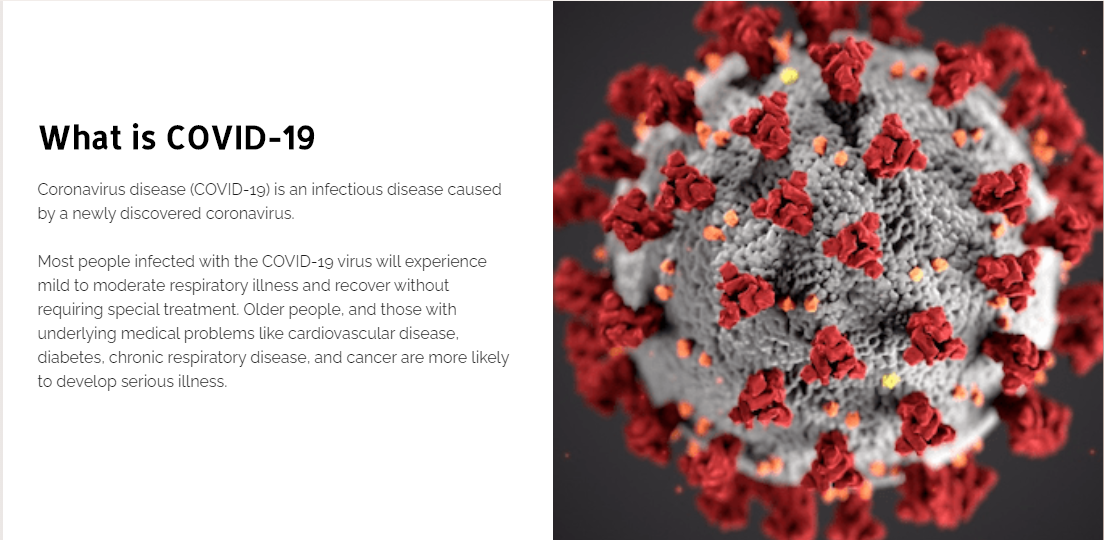 What is COVID-19
Coronavirus disease (COVID-19) is an infectious disease caused
by a newly discovered coronavirus.
Most people infected with the COVID-19 virus will experience
mild to moderate respiratory illness and recover without
requiring special treatment. Older people, and those with
underlying medical problems like cardiovascular disease,
diabetes, chronic respiratory disease, and cancer are more likely
to develop serious illness.